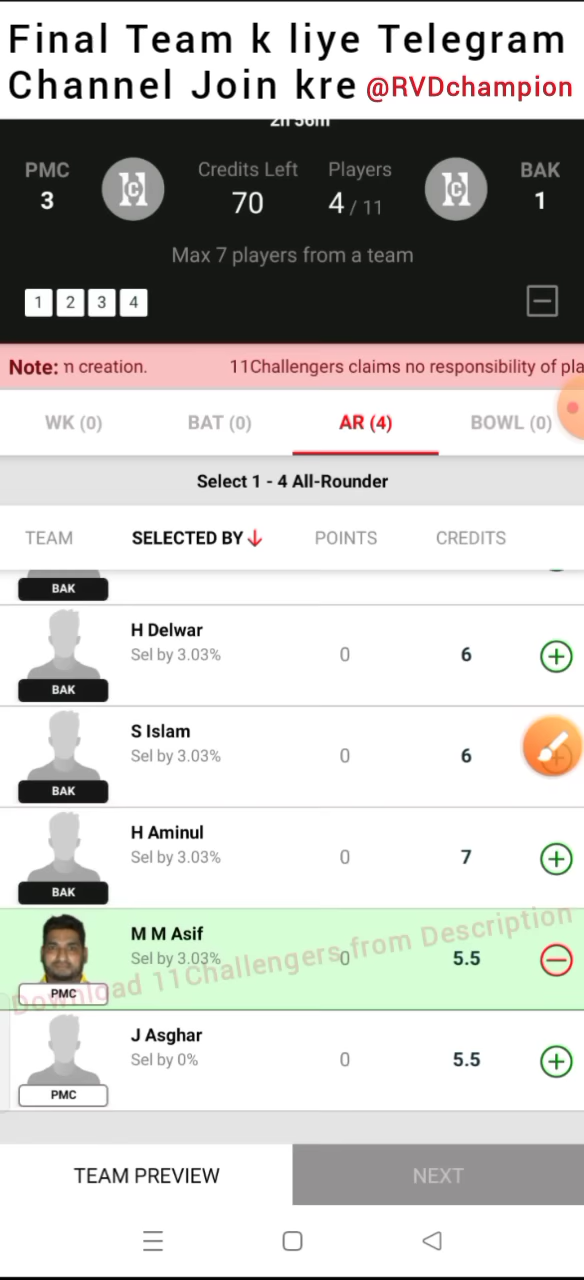 Final Team k liye Telegram
Channel Join kre @RVDchampion
2h 56m
PMC Credits Left Players BAK
3 70 4 / 11 1
Max 7 players from a team
1 2 3 4
Note: n creation. 11Challengers claims no responsibility of pla
WK (0) BAT (0) AR (4) BOWL (0)
Select 1 - 4 All-Rounder
TEAM SELECTED BY POINTS CREDITS
BAK
H Delwar
Sel by 3.03% 0 6
BAK
S Islam
Sel by 3.03% 0 6
BAK
H Aminul
Sel by 3.03% 0 7
BAK
M M Asif
Sel by 3.03% 0 5.5
PMC
Download 11Challengers from Description
J Asghar
Sel by 0% 0 5.5
PMC
TEAM PREVIEW NEXT